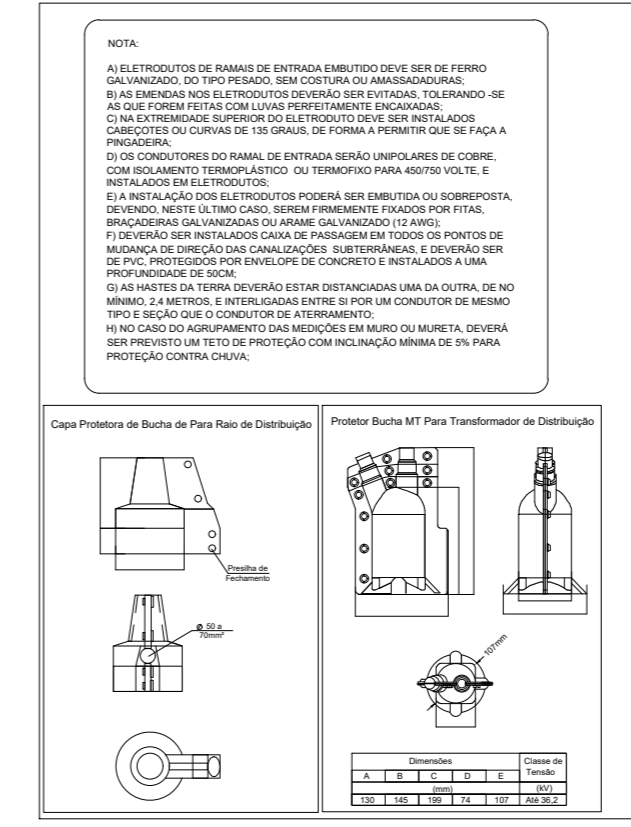 NOTA:
A) ELETRODUTOS DE RAMAIS DE ENTRADA EMBUTIDO DEVE SER DE FERRO
GALVANIZADO, DO TIPO PESADO, SEM COSTURA OU AMASSADADURAS;
B) AS EMENDAS NOS ELETRODUTOS DEVERÃO SER EVITADAS, TOLERANDO -SE
AS QUE FOREM FEITAS COM LUVAS PERFEITAMENTE ENCAIXADAS;
C) NA EXTREMIDADE SUPERIOR DO ELETRODUTO DEVE SER INSTALADOS
CABEÇOTES OU CURVAS DE 135 GRAUS, DE FORMA A PERMITIR QUE SE FAÇA A
PINGADEIRA;
D) OS CONDUTORES DO RAMAL DE ENTRADA SERÃO UNIPOLARES DE COBRE,
COM ISOLAMENTO TERMOPLÁSTICO OU TERMOFIXO PARA 450/750 VOLTE, E
INSTALADOS EM ELETRODUTOS;
E) A INSTALAÇÃO DOS ELETRODUTOS PODERÁ SER EMBUTIDA OU SOBREPOSTA,
DEVENDO, NESTE ÚLTIMO CASO, SEREM FIRMEMENTE FIXADOS POR FITAS,
BRAÇADEIRAS GALVANIZADAS OU ARAME GALVANIZADO (12 AWG);
F) DEVERÃO SER INSTALADOS CAIXA DE PASSAGEM EM TODOS OS PONTOS DE
MUDANÇA DE DIREÇÃO DAS CANALIZAÇÕES SUBTERRÂNEAS, E DEVERÃO SER
DE PVC, PROTEGIDOS POR ENVELOPE DE CONCRETO E INSTALADOS A UMA
PROFUNDIDADE DE 50CM;
G) AS HASTES DA TERRA DEVERÃO ESTAR DISTANCIADAS UMA DA OUTRA, DE NO
MÍNIMO, 2,4 METROS, E INTERLIGADAS ENTRE SI POR UM CONDUTOR DE MESMO
TIPO E SEÇÃO QUE O CONDUTOR DE ATERRAMENTO;
H) NO CASO DO AGRUPAMENTO DAS MEDIÇÕES EM MURO OU MURETA, DEVERÁ
SER PREVISTO UM TETO DE PROTEÇÃO COM INCLINAÇÃO MÍNIMA DE 5% PARA
PROTEÇÃO CONTRA CHUVA;
Capa Protetora de Bucha de Para Raio de Distribuição
Presilha de
Fechamento
Ø 50 a
70mm²
Protetor Bucha MT Para Transformador de Distribuição
107mm
Dimensões Classe de
Tensão
A B C D E
(mm) (kV)
130 145 199 74 107 Até 36,2